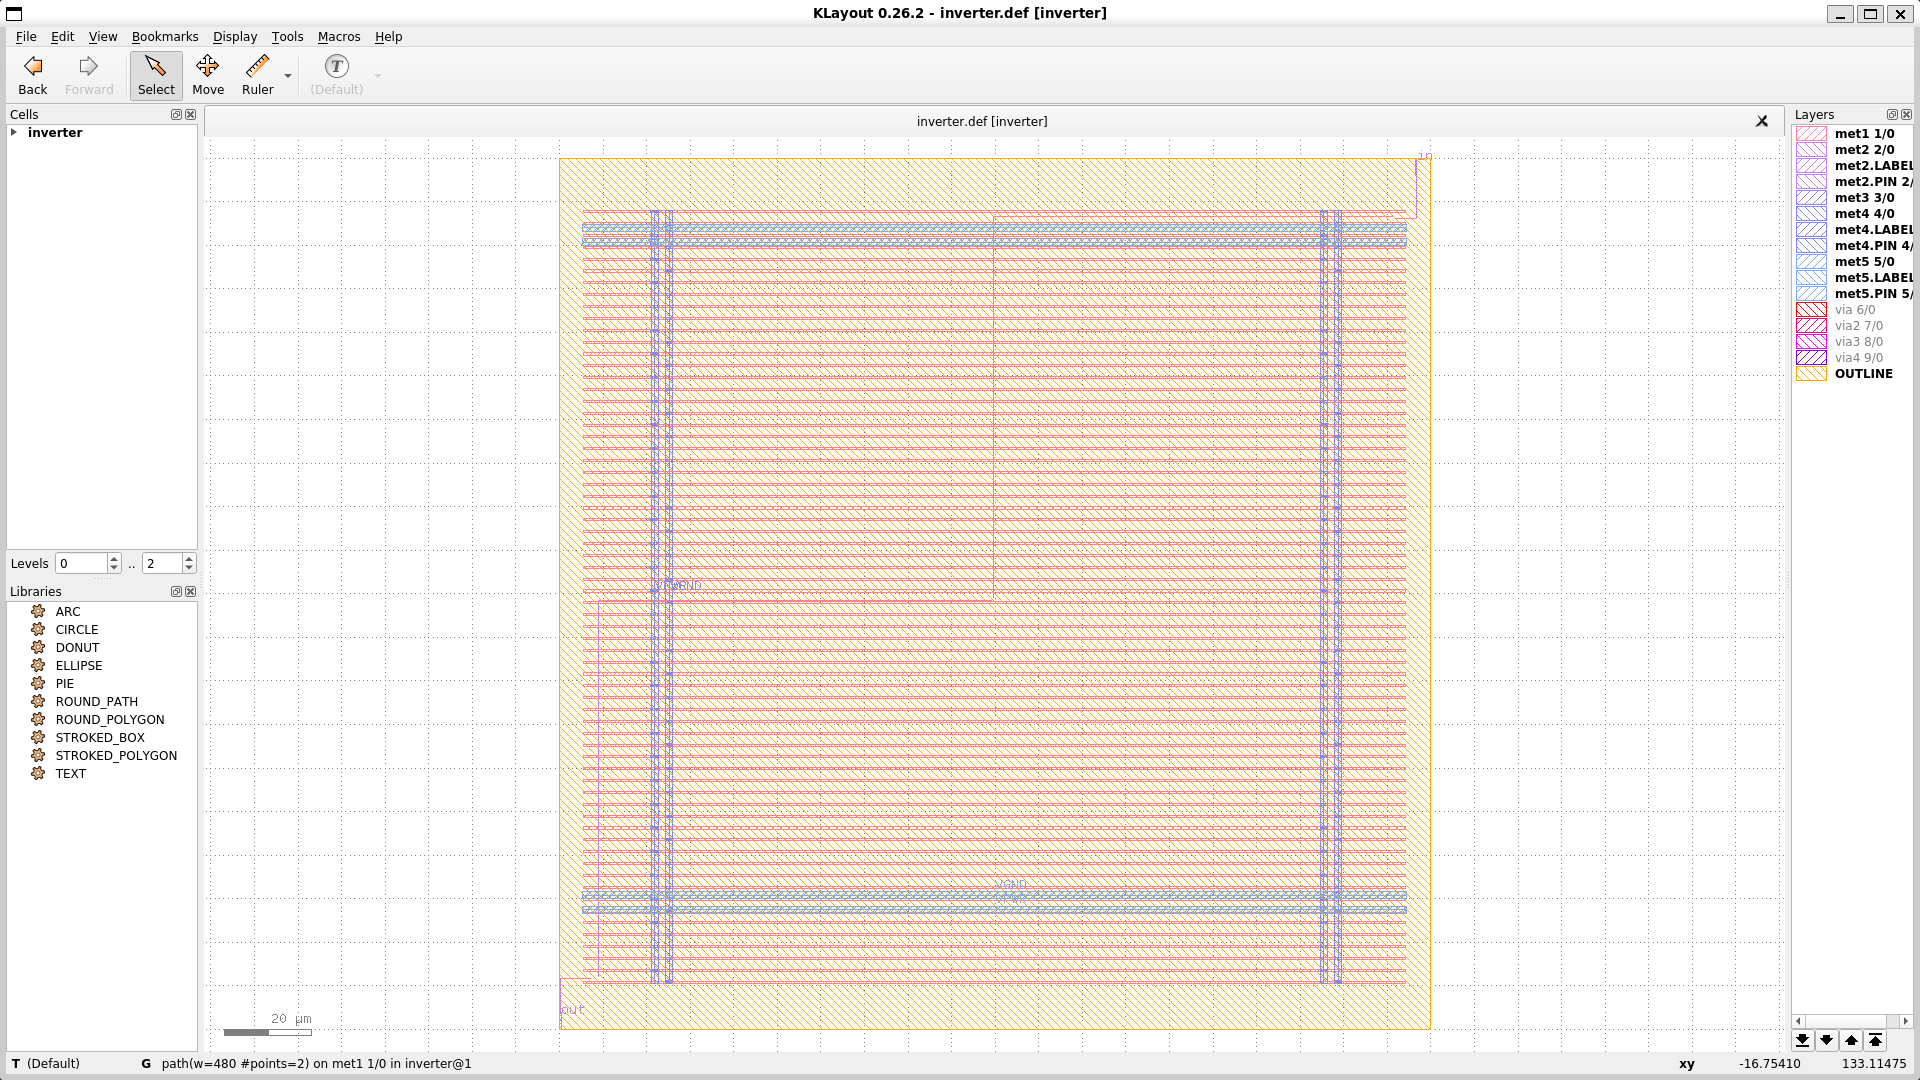 KLayout 0.26.2 - inverter.def [inverter]
File Edit View Bookmarks Display Tools Macros Help
Back Forward Select Move Ruler (Default)
Cells
inverter
Levels 0 .. 2
Libraries
ARC
CIRCLE
DONUT
ELLIPSE
PIE
ROUND_PATH
ROUND_POLYGON
STROKED_BOX
STROKED_POLYGON
TEXT
inverter.def [inverter]
in
VGND
out
20 µm
Layers
met1 1/0
met2 2/0
met2.LABEL
met2.PIN 2/
met3 3/0
met4 4/0
met4.LABEL
met4.PIN 4/
met5 5/0
met5.LABEL
met5.PIN 5/
via 6/0
via2 7/0
via3 8/0
via4 9/0
OUTLINE
T (Default) G path(w=480 #points=2) on met1 1/0 in inverter@1 xy -16.75410 133.11475